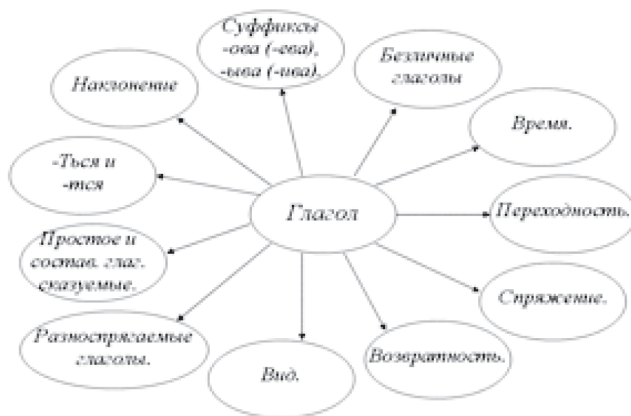 Суффиксы
-ова (-ева),
-ыва (-ива).
Безличные
глаголы
Наклонение
Время.
-Ться и
-тся
Глагол
Переходность.
Простое и
состав. глаг.
сказуемые.
Спряжение.
Разноспрягаемые
глаголы.
Вид.
Возвратность.